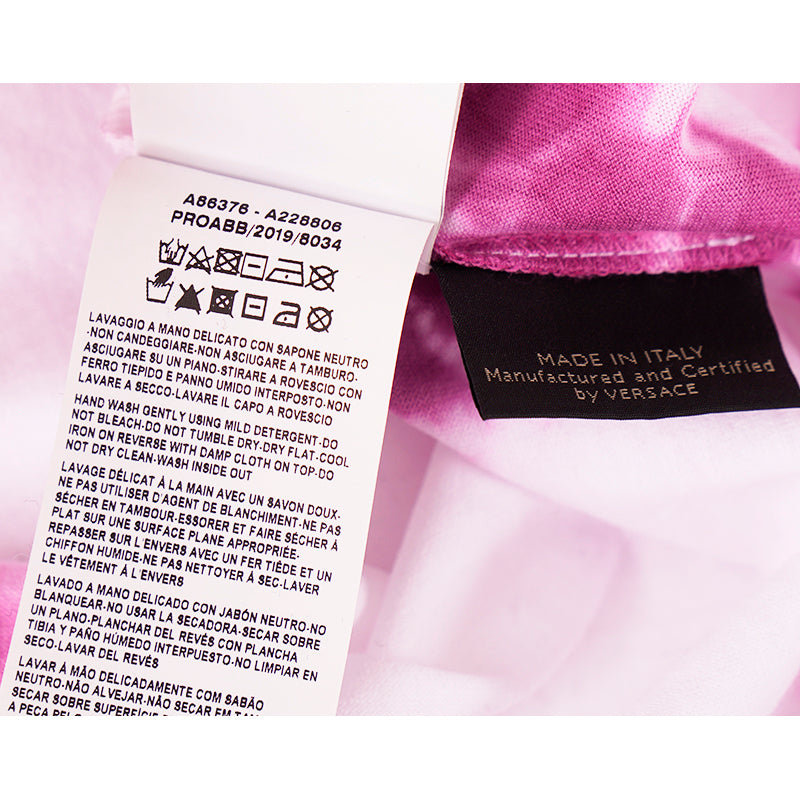 A86376 - A228806
PROABB/2019/8034
LAVAGGIO A MANO DELICATO CON SAPONE NEUTRO
-NON CANDEGGIARE-NON ASCIUGARE A TAMBURO-
ASCIUGARE SU UN PIANO-STIRARE A ROVESCIO CON
FERRO TIEPIDO E PANNO UMIDO INTERPOSTO-NON
LAVARE A SECCO-LAVARE IL CAPO A ROVESCIO
HAND WASH GENTLY USING MILD DETERGENT-DO
NOT BLEACH-DO NOT TUMBLE DRY-DRY FLAT-COOL
IRON ON REVERSE WITH DAMP CLOTH ON TOP-DO
NOT DRY CLEAN-WASH INSIDE OUT
LAVAGE DÉLICAT À LA MAIN AVEC UN SAVON DOUX-
NE PAS UTILISER D'AGENT DE BLANCHIMENT-NE PAS
SÉCHER EN TAMBOUR-ESSORER ET FAIRE SÉCHER À
PLAT SUR UNE SURFACE PLANE APPROPRIÉE-
REPASSER SUR L'ENVERS AVEC UN FER TIÉDE ET UN
CHIFFON HUMIDE-NE PAS NETTOYER À SEC-LAVER
LE VÊTEMENT À L'ENVERS
LAVADO A MANO DELICADO CON JABÓN NEUTRO-NO
BLANQUEAR-NO USAR LA SECADORA-SECAR SOBRE
UN PLANO-PLANCHAR DEL REVÉS CON PLANCHA
TIBIA Y PAÑO HÚMEDO INTERPUESTO-NO LIMPIAR EN
SECO-LAVAR DEL REVÉS
LAVAR À MÃO DELICADAMENTE COM SABÃO
NEUTRO-NÃO ALVEJAR-NÃO SECAR EM
SECAR SOBRE
A PEÇA
MADE IN ITALY
Manufactured and Certified
by VERSACE